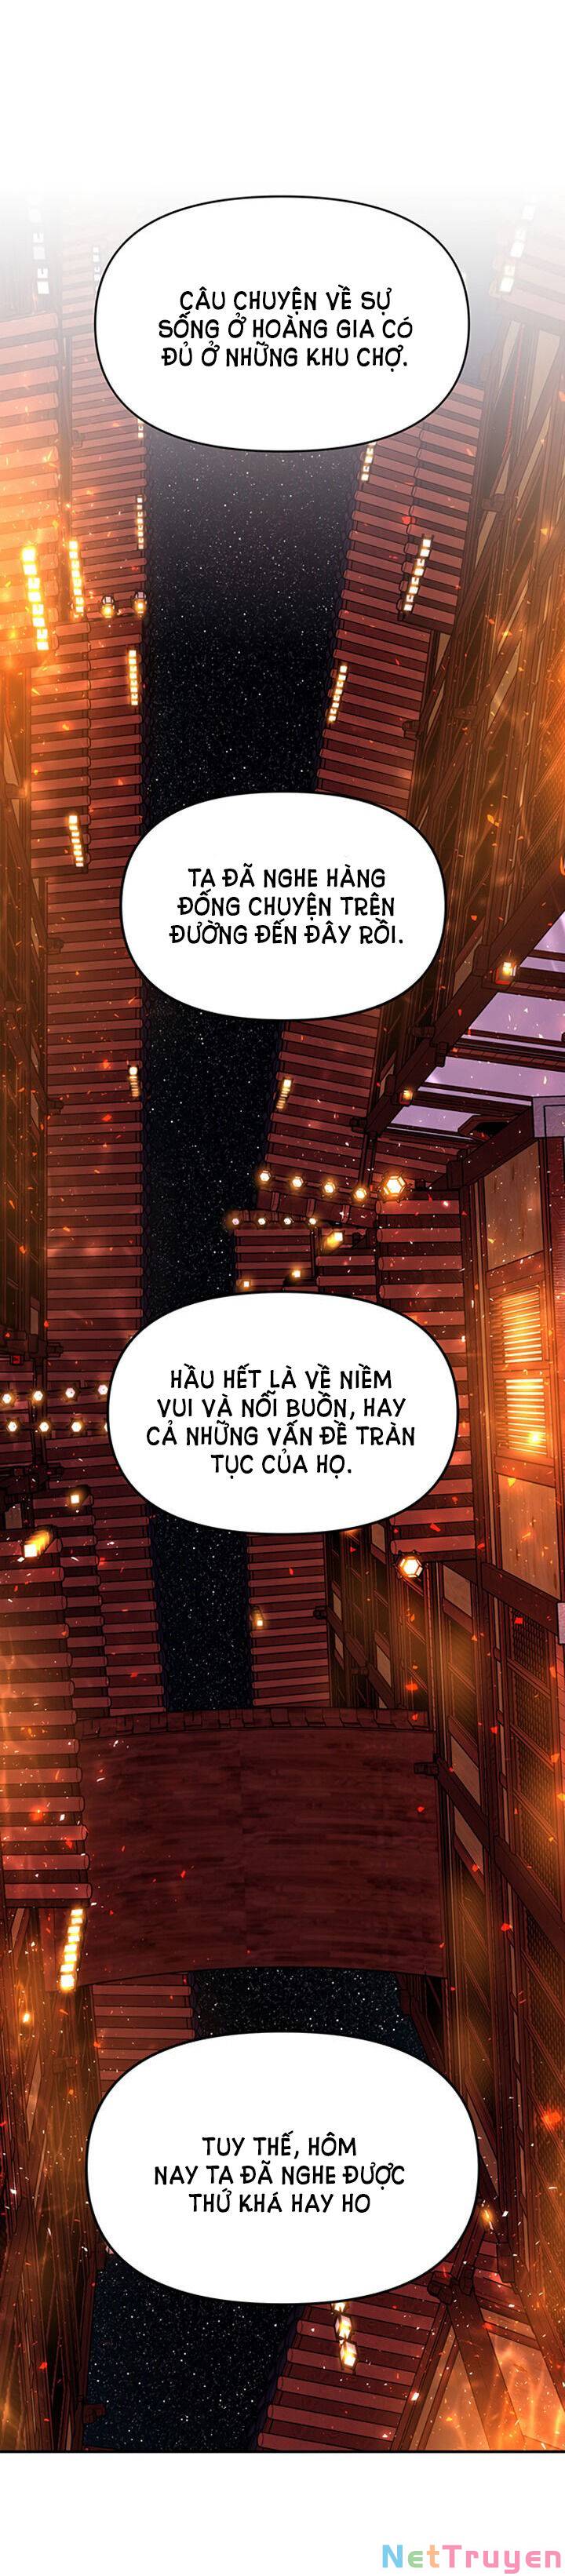 CÂU CHUYỆN VỀ SỰ
SỐNG Ở HOÀNG GIA CÓ
ĐỦ Ở NHỮNG KHU CHỢ.
TA ĐÃ NGHE HÀNG
ĐỐNG CHUYỆN TRÊN
ĐƯỜNG ĐẾN ĐÂY RỒI.
HẦU HẾT LÀ VỀ NIỀM
VUI VÀ NỖI BUỒN, HAY
CẢ NHỮNG VẤN ĐỀ TRẦN
TỤC CỦA HỌ.
TUY THẾ, HÔM
NAY TA ĐÃ NGHE ĐƯỢC
THỨ KHÁ HAY HO
NetTruyen